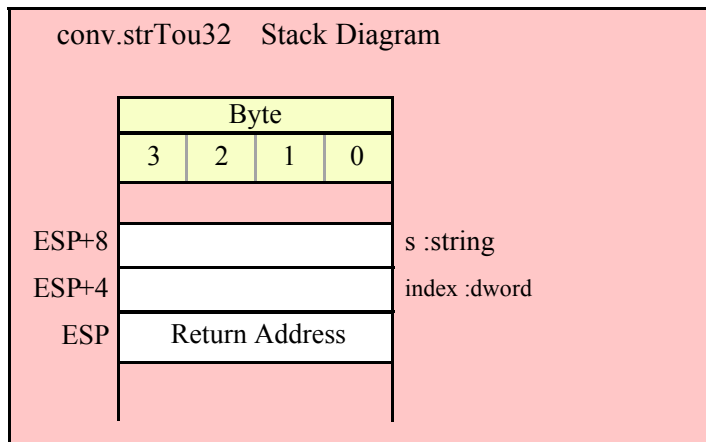 conv.strTou32 Stack Diagram
Byte
3 2 1 0
ESP+8 s :string
ESP+4 index :dword
ESP Return Address